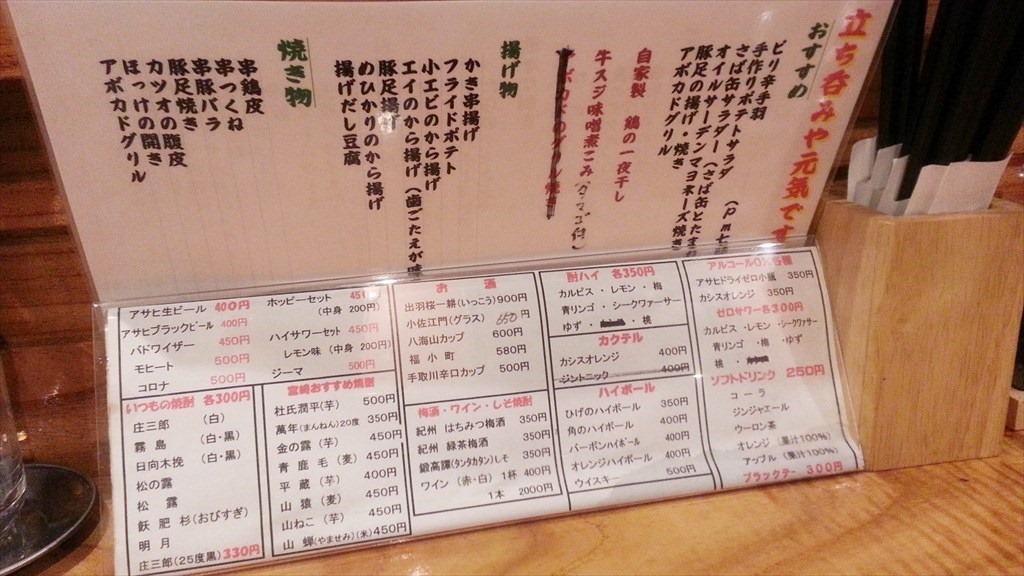 立ち呑みや元気です
おすすめ
ピリ辛手羽
手作りポテトサラダ
さば缶サラダー(さば缶とたまね
オイルサーデンマヨネーズ焼き
豚足の揚げ・焼き
アボカドグリル
自家製 鶏の一夜干し
牛スジ味噌煮こみ
揚げ物
かき串揚げ
フライドポテト
小エビのから揚げ
エイのから揚げ(歯ごたえが味
豚足揚げ
めひかりのから揚げ
揚げだし豆腐
焼き物
串鶏皮
串つくね
串豚バラ
豚足焼き
カツオの腹皮
ほっけの開き
アボカドグリル
アサヒ生ビール 400円
アサヒブラックビール 400円
バドワイザー 450円
モヒート 500円
コロナ 500円
ホッピーセット
(中身 200円)
ハイサワーセット 450円
レモン味(中身 200円)
ジーマ 500円
いつもの焼酎 各300円
庄三郎 (白)
霧島 (白・黒)
日向木挽 (白・黒)
松の露
松 露
飫 肥 杉(おびすぎ)
明 月
庄三郎(25度黒) 330円
宮崎おすすめ焼酎
杜氏潤平(芋) 500円
萬年(まんねん)20度 350円
金の露(芋) 450円
青鹿毛(麦) 450円
平 蔵(芋) 400円
山 猿(麦) 450円
山ねこ(芋) 450円
山 蝉(やませみ)(米) 450円
お 酒
出羽桜一耕(いっこう) 900円
小佐江門(グラス) 650円
八海山カップ 600円
福 小 町 580円
手取川辛口カップ 500円
梅酒・ワイン・しそ焼酎
紀州 はちみつ梅酒 350円
紀州 緑茶梅酒 350円
鍛高譚(タンタカタン)しそ 350円
ワイン(赤・白)1杯 400円
1本 2000円
酎ハイ 各350円
カルピス・レモン・梅
青リンゴ・シークヮーサー
ゆず・桃
カクテル
カシスオレンジ 400円
ジントニック 400円
ハイボール
ひげのハイボール 350円
角のハイボール 400円
バーボンハイボール 400円
オレンジハイボール 400円
ウイスキー 500円
アサヒドライゼロ小瓶 350円
カシスオレンジ 350円
ゼロサワー各300円
カルピス・レモン・シークヮサー
青リンゴ・梅・ゆず
桃・
ソフトドリンク 250円
コーラ
ジンジャエール
ウーロン茶
オレンジ(果汁100%)
アップル(果汁100%)
ブラックデー 300円